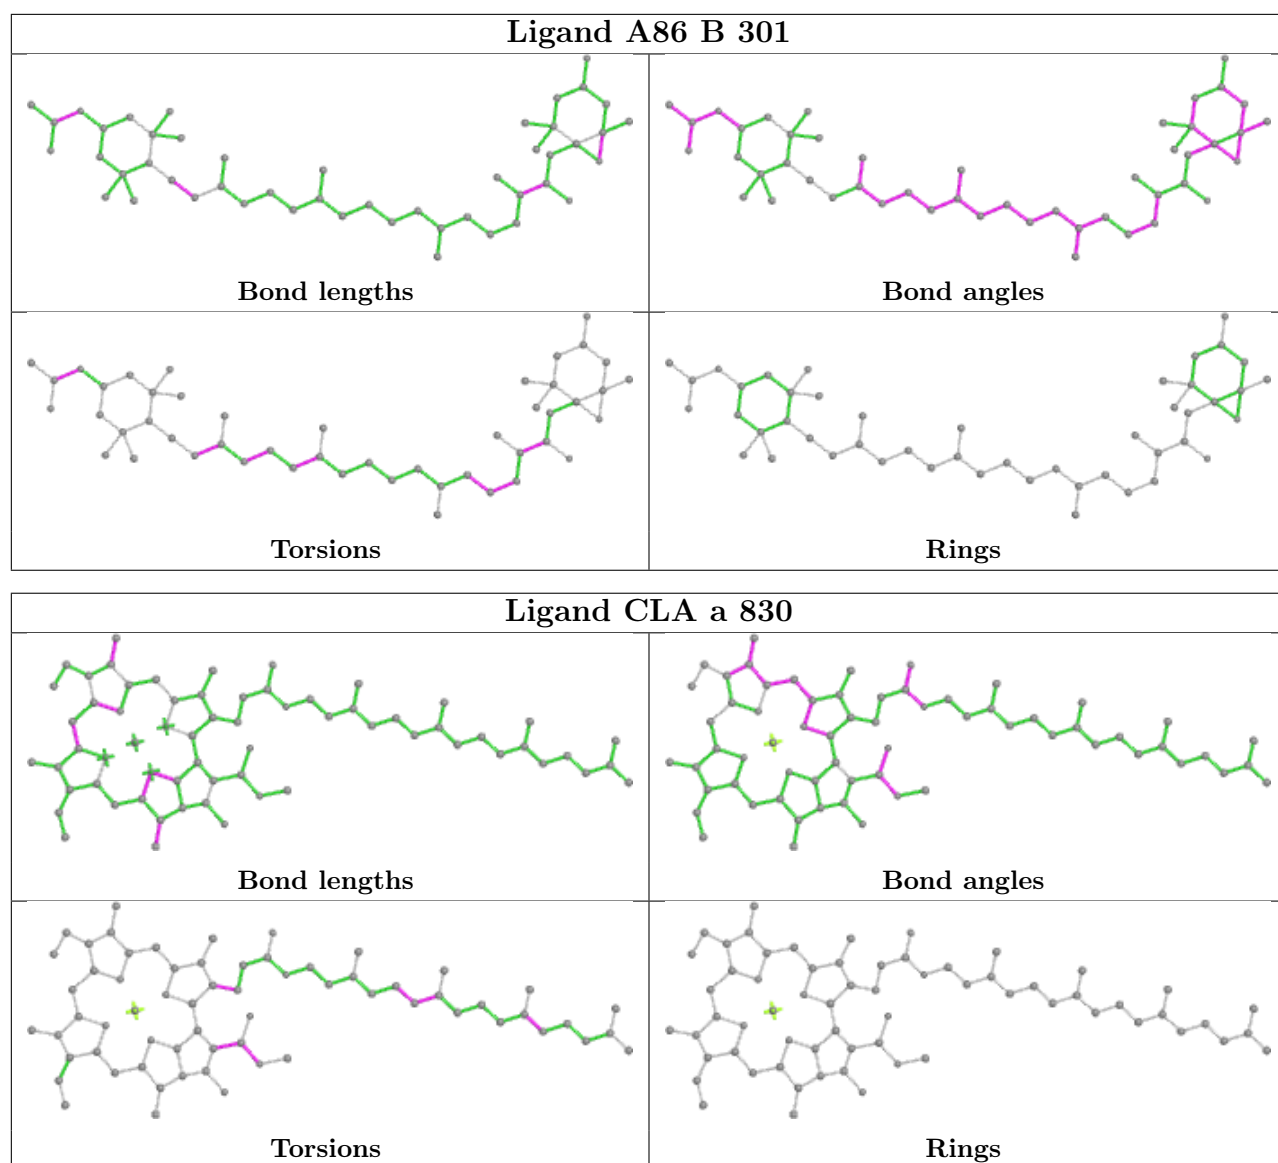 Ligand A86 B 301
Bond lengths
Bond angles
Torsions
Rings
Ligand CLA a 830
Bond lengths
Bond angles
Torsions
Rings